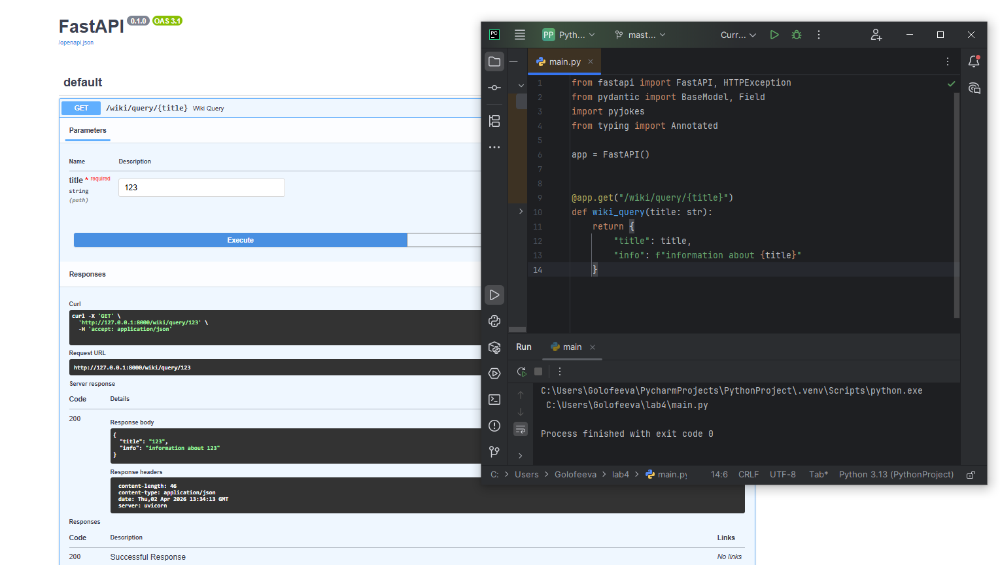 FastAPI 0.1.0 OAS 3.1
/openapi.json
default
GET /wiki/query/{title} Wiki Query
Parameters
Name Description
title * required
string
(path)
123
Execute
Responses
Curl
curl -X 'GET' \
'http://127.0.0.1:8000/wiki/query/123' \
-H 'accept: application/json'
Request URL
http://127.0.0.1:8000/wiki/query/123
Server response
Code Details
200
Response body
{
"title": "123",
"info": "information about 123"
}
Response headers
content-length: 46
content-type: application/json
date: Thu,02 Apr 2026 13:34:13 GMT
server: uvicorn
Responses
Code Description Links
200 Successful Response No links
PC PP Pyth... mast... Curr...
main.py
1 from fastapi import FastAPI, HTTPException
2 from pydantic import BaseModel, Field
3 import pyjokes
4 from typing import Annotated
5
6 app = FastAPI()
7
8
9 @app.get("/wiki/query/{title}")
10 def wiki_query(title: str):
11 return {
12 "title": title,
13 "info": f"information about {title}"
14 }
Run main
C:\Users\Golofeeva\PycharmProjects\PythonProject\.venv\Scripts\python.exe
C:\Users\Golofeeva\lab4\main.py
Process finished with exit code 0
C: > Users > Golofeeva > lab4 > main.py 14:6 CRLF UTF-8 Tab* Python 3.13 (PythonProject)